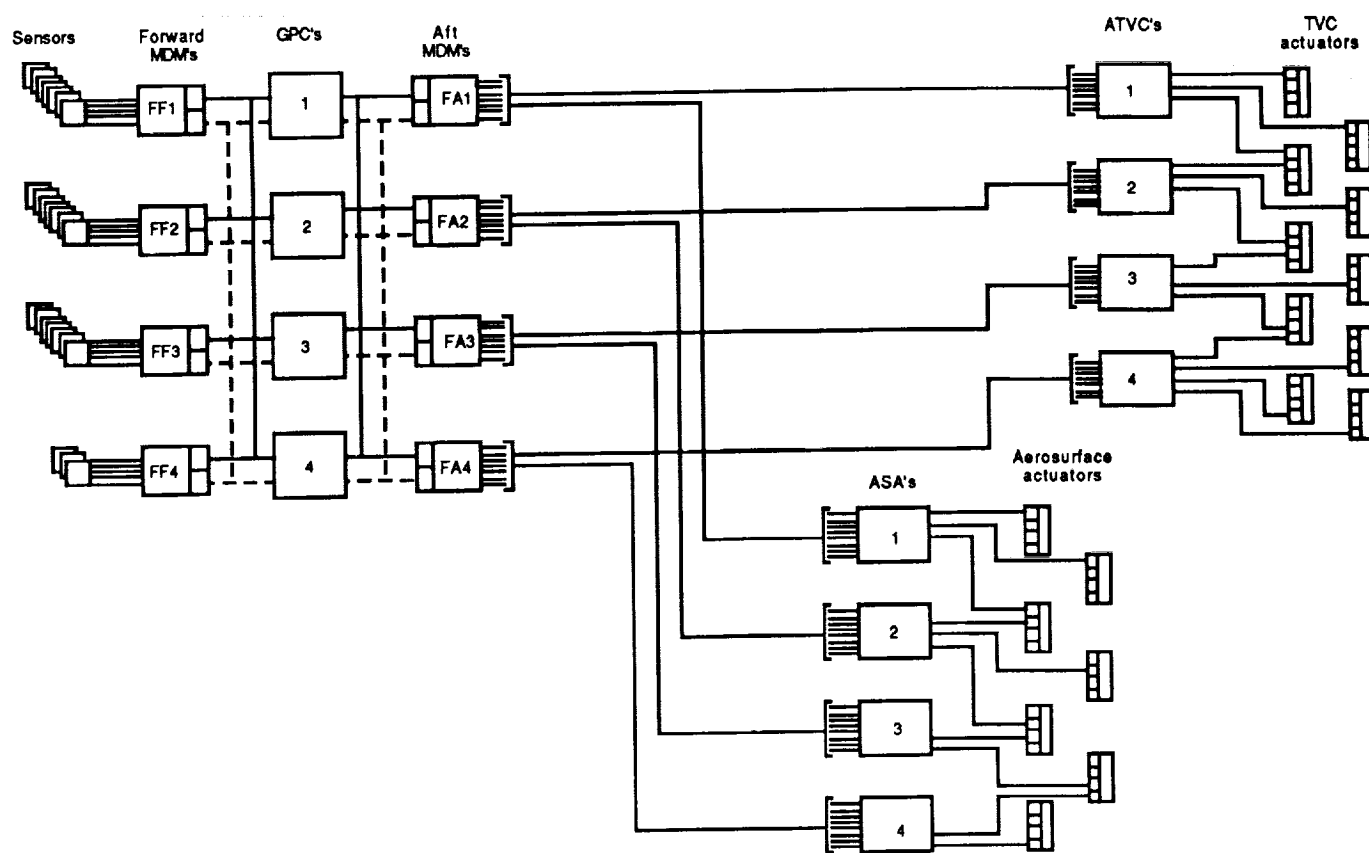 Sensors
Forward
MDM's
GPC's
Aft
MDM's
ATVC's
TVC
actuators
FF1
1
FA1
1
FF2
2
FA2
2
FF3
3
FA3
3
FF4
4
FA4
4
ASA's
Aerosurface
actuators
1
2
3
4